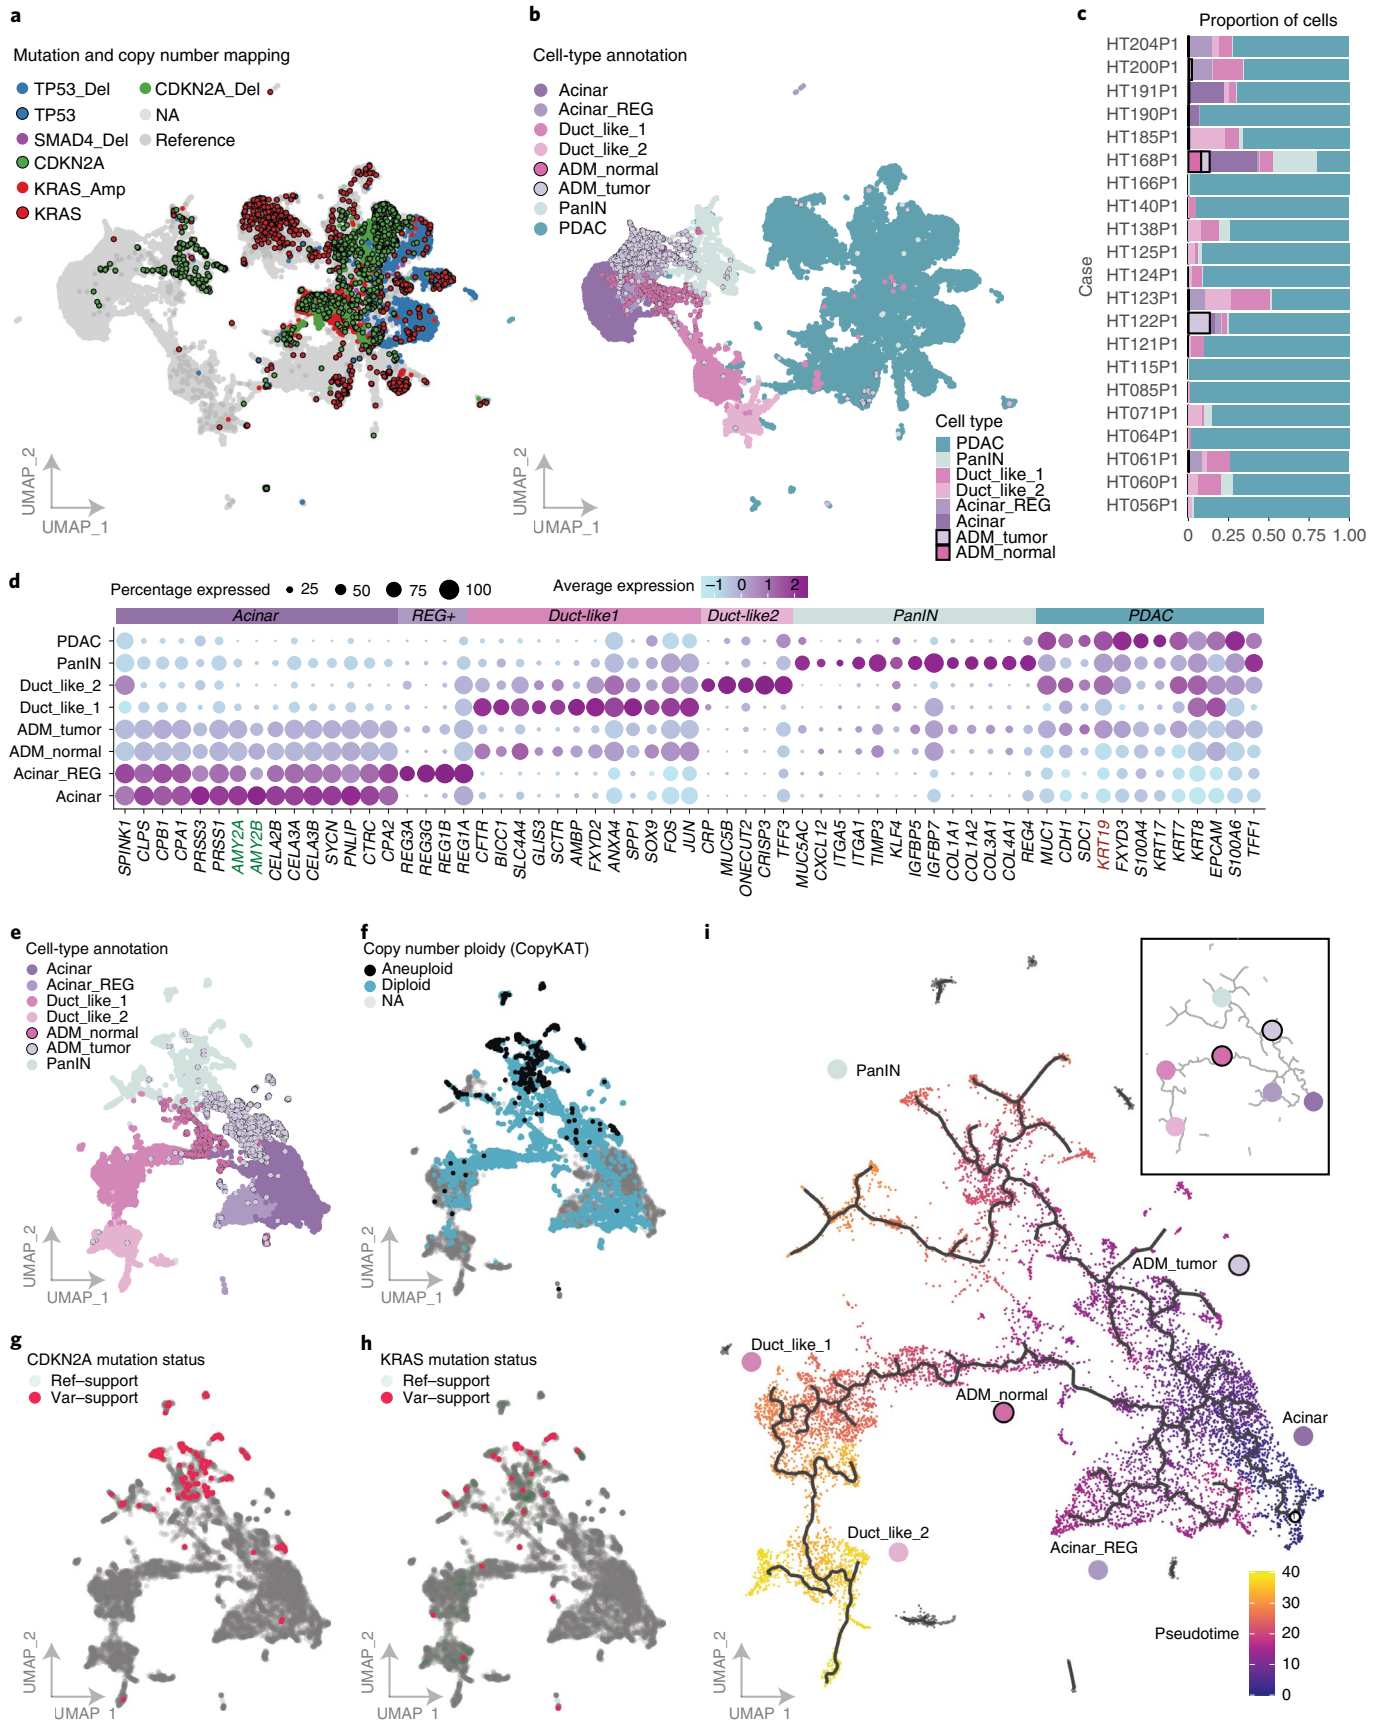 a
Mutation and copy number mapping
TP53_Del
CDKN2A_Del
TP53
NA
SMAD4_Del
Reference
CDKN2A
KRAS_Amp
KRAS
UMAP_2
UMAP_1
b
Cell-type annotation
Acinar
Acinar_REG
Duct_like_1
Duct_like_2
ADM_normal
ADM_tumor
PanIN
PDAC
UMAP_2
UMAP_1
Cell type
PDAC
PanIN
Duct_like_1
Duct_like_2
Acinar_REG
Acinar
ADM_tumor
ADM_normal
c
Proportion of cells
Case
HT204P1
HT200P1
HT191P1
HT190P1
HT185P1
HT168P1
HT166P1
HT140P1
HT138P1
HT125P1
HT124P1
HT123P1
HT122P1
HT121P1
HT115P1
HT085P1
HT071P1
HT064P1
HT061P1
HT060P1
HT056P1
0 0.25 0.50 0.75 1.00
d
Percentage expressed 25 50 75 100
Average expression −1 0 1 2
Acinar REG+ Duct-like1 Duct-like2 PanIN PDAC
PDAC
PanIN
Duct_like_2
Duct_like_1
ADM_tumor
ADM_normal
Acinar_REG
Acinar
SPINK1 CLPS CPB1 CPA1 PRSS3 PRSS1 AMY2A AMY2B CELA2B CELA3A CELA3B SYCN PNLIP CTRC CPA2 REG3A REG3G REG1B REG1A CFTR BICC1 SLC4A4 GLIS3 SCTR AMBP FXYD2 ANXA4 SPP1 SOX9 FOS JUN CRP MUC5B ONECUT2 CRISP3 TFF3 MUC5AC CXCL12 ITGA5 ITGA1 TIMP3 KLF4 IGFBP5 IGFBP7 COL1A1 COL1A2 COL3A1 COL4A1 REG4 MUC1 CDH1 SDC1 KRT19 FXYD3 S100A4 KRT17 KRT7 KRT8 EPCAM S100A6 TFF1
e
Cell-type annotation
Acinar
Acinar_REG
Duct_like_1
Duct_like_2
ADM_normal
ADM_tumor
PanIN
UMAP_2
UMAP_1
f
Copy number ploidy (CopyKAT)
Aneuploid
Diploid
NA
UMAP_2
UMAP_1
g
CDKN2A mutation status
Ref–support
Var–support
UMAP_2
UMAP_1
h
KRAS mutation status
Ref–support
Var–support
UMAP_2
UMAP_1
i
PanIN
ADM_tumor
Duct_like_1
ADM_normal
Acinar
Duct_like_2
Acinar_REG
Pseudotime
40
30
20
10
0
UMAP_2
UMAP_1